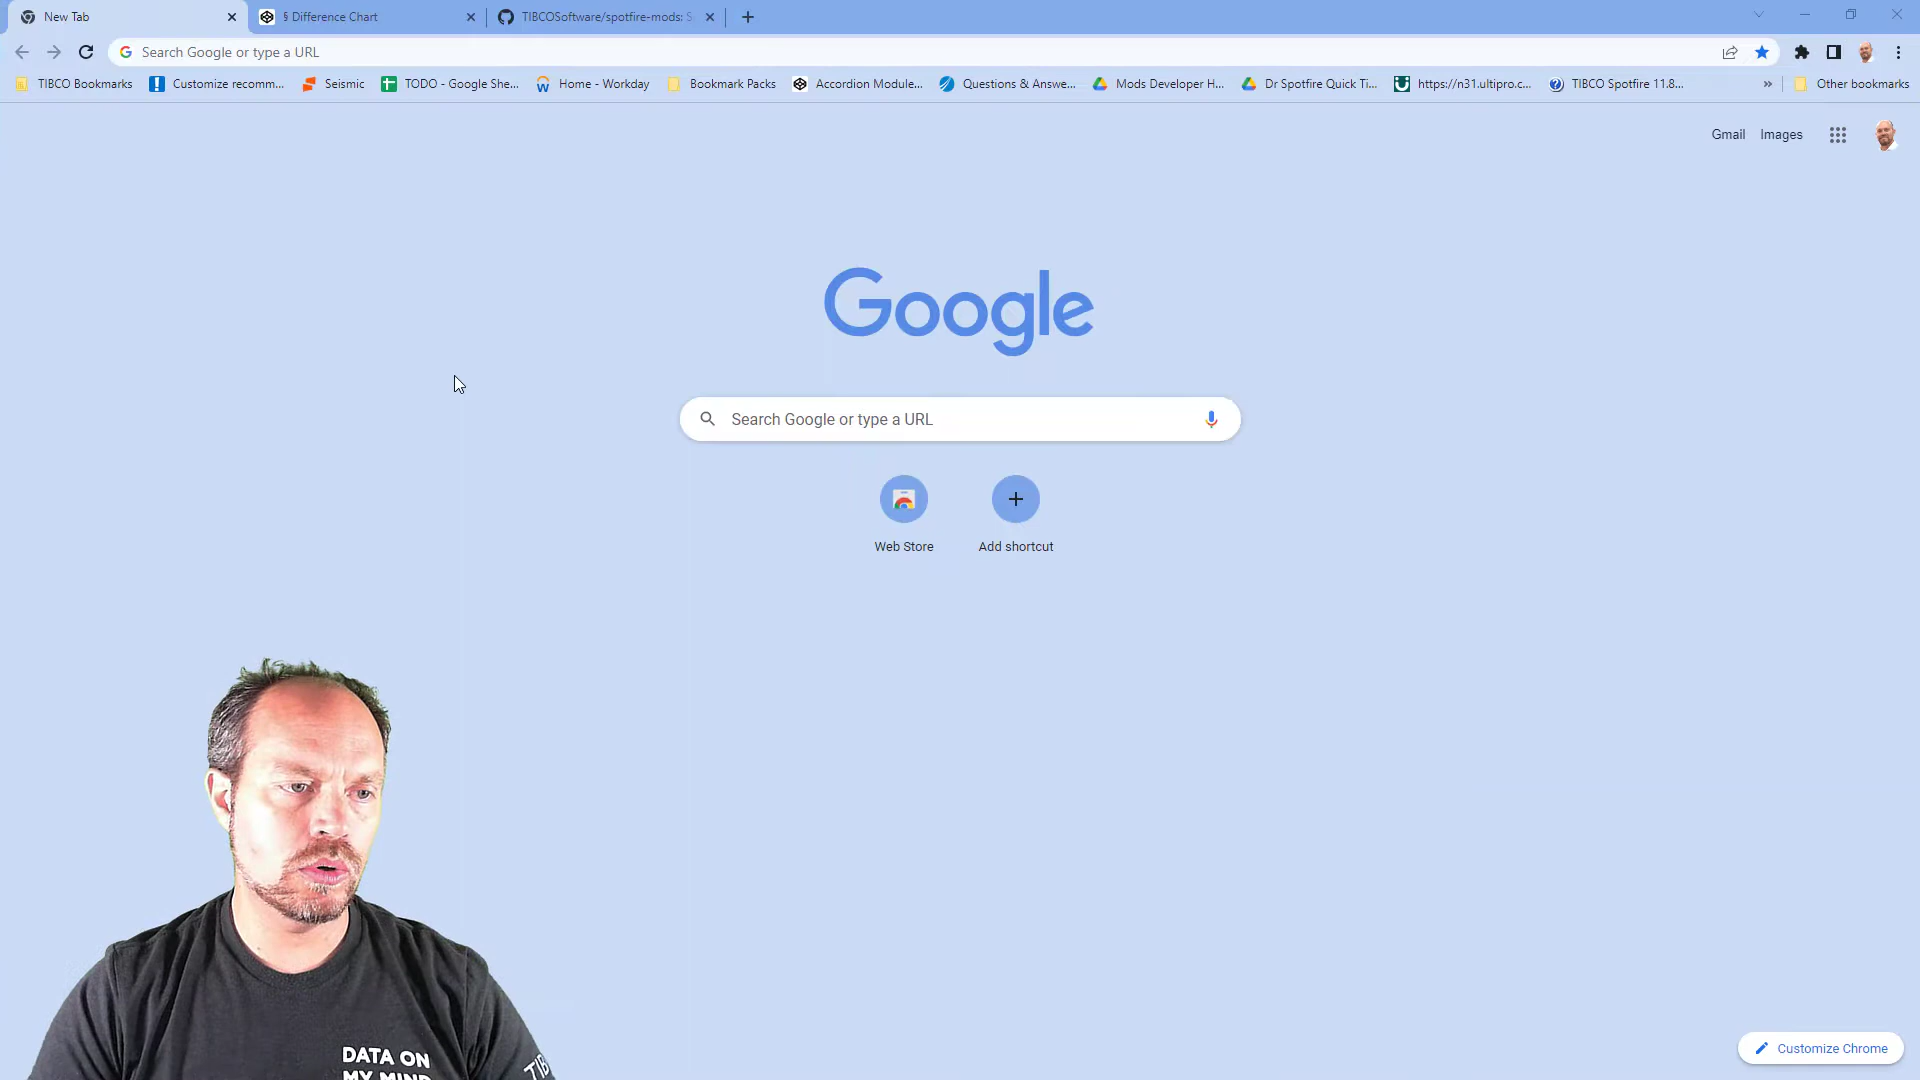 New Tab
§ Difference Chart
TIBCOSoftware/spotfire-mods: S
Search Google or type a URL
TIBCO Bookmarks
Customize recomm...
Seismic
TODO - Google She...
Home - Workday
Bookmark Packs
Accordion Module...
Questions & Answe...
Mods Developer H...
Dr Spotfire Quick Ti...
https://n31.ultipro.c...
TIBCO Spotfire 11.8...
»
Other bookmarks
Gmail
Images
Google
Search Google or type a URL
Web Store
Add shortcut
DATA ON
MY MIND
TIB
Customize Chrome